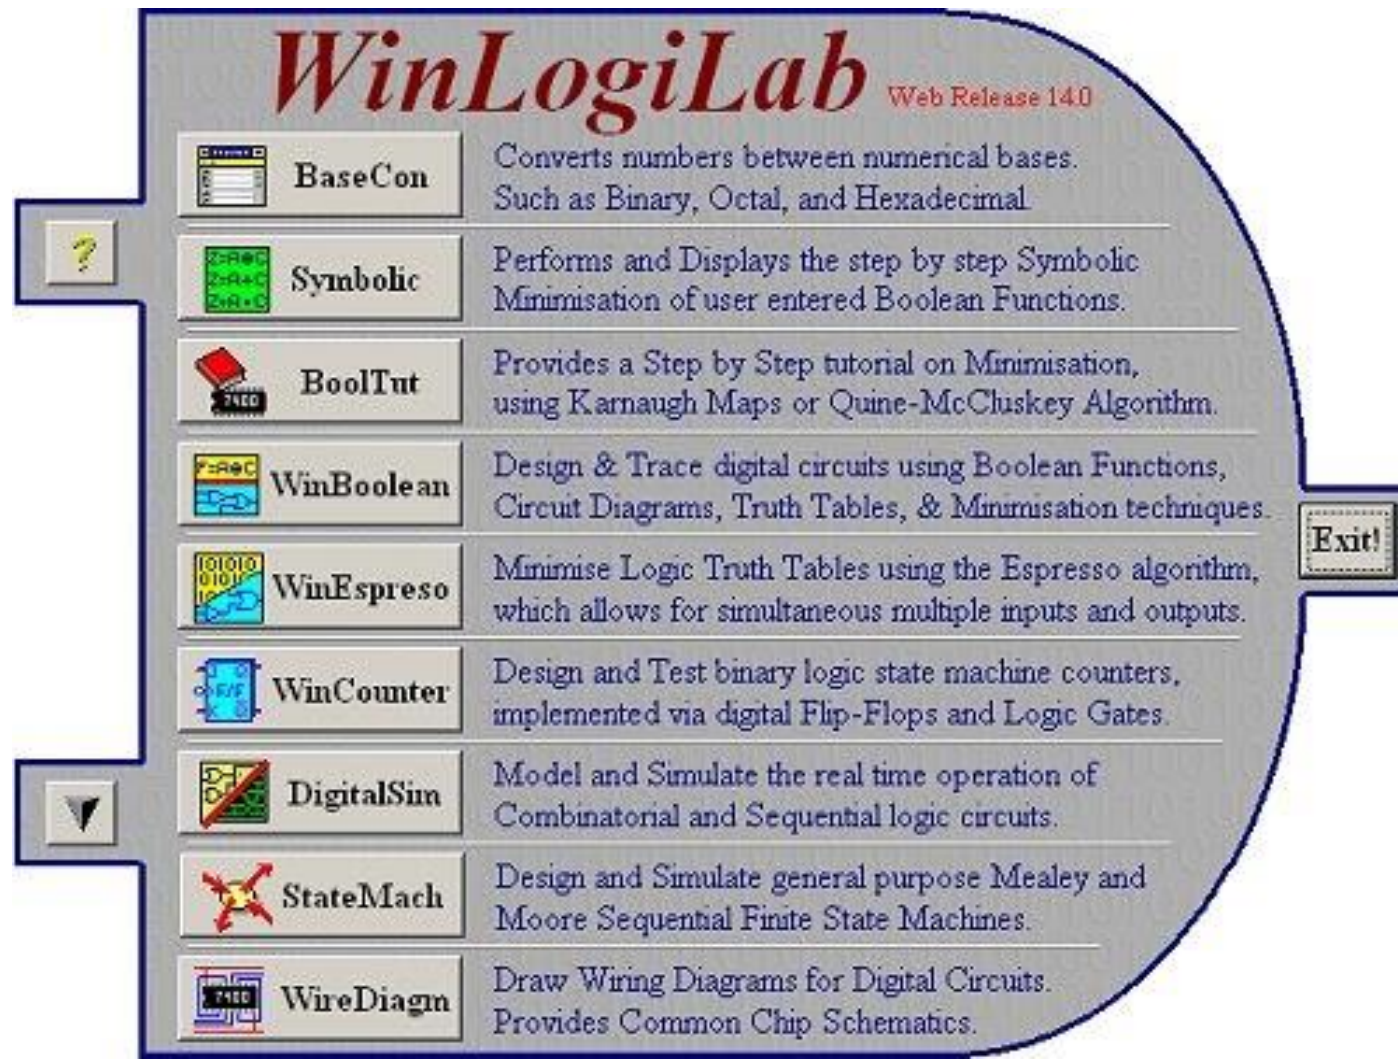 WinLogiLab Web Release 14.0
BaseCon
Converts numbers between numerical bases.
Such as Binary, Octal, and Hexadecimal.
?
Symbolic
Performs and Displays the step by step Symbolic
Minimisation of user entered Boolean Functions.
BoolTut
7400
Provides a Step by Step tutorial on Minimisation,
using Karnaugh Maps or Quine-McCluskey Algorithm.
WinBoolean
Design & Trace digital circuits using Boolean Functions,
Circuit Diagrams, Truth Tables, & Minimisation techniques.
Exit!
WinEspreso
Minimise Logic Truth Tables using the Espresso algorithm,
which allows for simultaneous multiple inputs and outputs.
WinCounter
Design and Test binary logic state machine counters,
implemented via digital Flip-Flops and Logic Gates.
DigitalSim
Model and Simulate the real time operation of
Combinatorial and Sequential logic circuits.
StateMach
Design and Simulate general purpose Mealey and
Moore Sequential Finite State Machines.
WireDiagm
7400
Draw Wiring Diagrams for Digital Circuits.
Provides Common Chip Schematics.